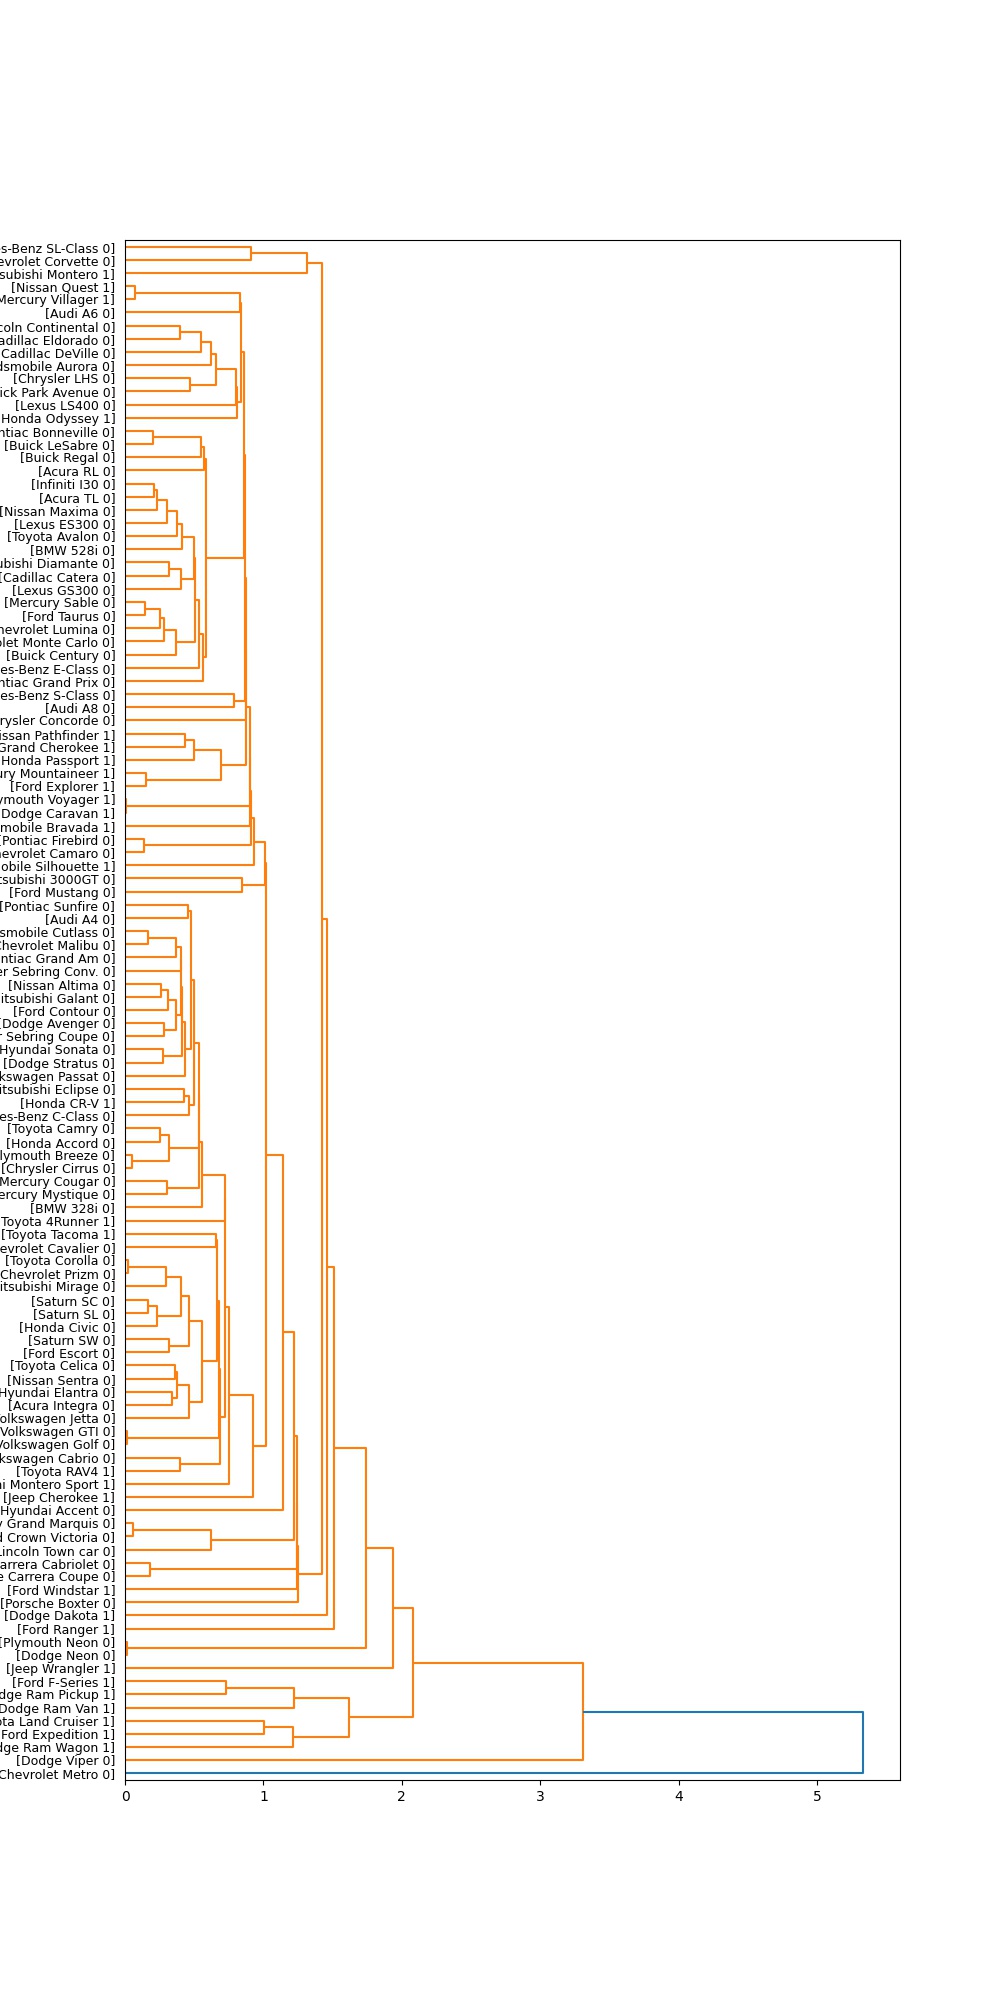 s-Benz SL-Class 0]
evrolet Corvette 0]
subishi Montero 1]
[Nissan Quest 1]
Mercury Villager 1]
[Audi A6 0]
coln Continental 0]
adillac Eldorado 0]
Cadillac DeVille 0]
dsmobile Aurora 0]
[Chrysler LHS 0]
ick Park Avenue 0]
[Lexus LS400 0]
Honda Odyssey 1]
ntiac Bonneville 0]
[Buick LeSabre 0]
[Buick Regal 0]
[Acura RL 0]
[Infiniti I30 0]
[Acura TL 0]
[Nissan Maxima 0]
[Lexus ES300 0]
[Toyota Avalon 0]
[BMW 528i 0]
ubishi Diamante 0]
[Cadillac Catera 0]
[Lexus GS300 0]
[Mercury Sable 0]
[Ford Taurus 0]
hevrolet Lumina 0]
olet Monte Carlo 0]
[Buick Century 0]
es-Benz E-Class 0]
ntiac Grand Prix 0]
es-Benz S-Class 0]
[Audi A8 0]
rysler Concorde 0]
issan Pathfinder 1]
Grand Cherokee 1]
Honda Passport 1]
ury Mountaineer 1]
[Ford Explorer 1]
ymouth Voyager 1]
Dodge Caravan 1]
mobile Bravada 1]
[Pontiac Firebird 0]
hevrolet Camaro 0]
obile Silhouette 1]
tsubishi 3000GT 0]
[Ford Mustang 0]
[Pontiac Sunfire 0]
[Audi A4 0]
smobile Cutlass 0]
Chevrolet Malibu 0]
ntiac Grand Am 0]
er Sebring Conv. 0]
[Nissan Altima 0]
itsubishi Galant 0]
[Ford Contour 0]
[Dodge Avenger 0]
r Sebring Coupe 0]
Hyundai Sonata 0]
[Dodge Stratus 0]
kswagen Passat 0]
itsubishi Eclipse 0]
[Honda CR-V 1]
es-Benz C-Class 0]
[Toyota Camry 0]
[Honda Accord 0]
lymouth Breeze 0]
[Chrysler Cirrus 0]
Mercury Cougar 0]
ercury Mystique 0]
[BMW 328i 0]
Toyota 4Runner 1]
[Toyota Tacoma 1]
evrolet Cavalier 0]
[Toyota Corolla 0]
Chevrolet Prizm 0]
itsubishi Mirage 0]
[Saturn SC 0]
[Saturn SL 0]
[Honda Civic 0]
[Saturn SW 0]
[Ford Escort 0]
[Toyota Celica 0]
[Nissan Sentra 0]
Hyundai Elantra 0]
[Acura Integra 0]
olkswagen Jetta 0]
Volkswagen GTI 0]
Volkswagen Golf 0]
kswagen Cabrio 0]
[Toyota RAV4 1]
hi Montero Sport 1]
[Jeep Cherokee 1]
Hyundai Accent 0]
y Grand Marquis 0]
d Crown Victoria 0]
incoln Town car 0]
arrera Cabriolet 0]
e Carrera Coupe 0]
[Ford Windstar 1]
[Porsche Boxter 0]
[Dodge Dakota 1]
[Ford Ranger 1]
[Plymouth Neon 0]
[Dodge Neon 0]
[Jeep Wrangler 1]
[Ford F-Series 1]
dge Ram Pickup 1]
Dodge Ram Van 1]
ota Land Cruiser 1]
Ford Expedition 1]
dge Ram Wagon 1]
[Dodge Viper 0]
Chevrolet Metro 0]
0 1 2 3 4 5